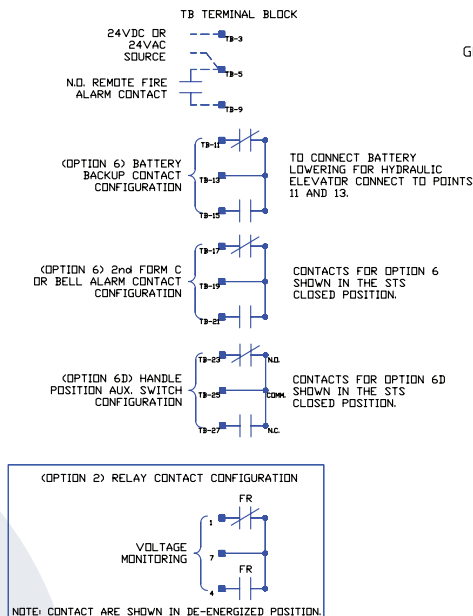 TB TERMINAL BLOCK
24VDC OR
24VAC
SOURCE
TB-3
TB-5
G
N.O. REMOTE FIRE
ALARM CONTACT
TB-9
TB-11
(OPTION 6) BATTERY
BACKUP CONTACT
CONFIGURATION
TB-13
TB-15
TO CONNECT BATTERY
LOWERING FOR HYDRAULIC
ELEVATOR CONNECT TO POINTS
11 AND 13.
TB-17
(OPTION 6) 2nd FORM C
OR BELL ALARM CONTACT
CONFIGURATION
TB-19
TB-21
CONTACTS FOR OPTION 6
SHOWN IN THE STS
CLOSED POSITION.
TB-23
N.O.
(OPTION 6D) HANDLE
POSITION AUX. SWITCH
CONFIGURATION
TB-25
COMM.
TB-27
N.C.
CONTACTS FOR OPTION 6D
SHOWN IN THE STS
CLOSED POSITION.
(OPTION 2) RELAY CONTACT CONFIGURATION
FR
1
VOLTAGE
MONITORING
7
FR
4
NOTE: CONTACT ARE SHOWN IN DE-ENERGIZED POSITION.